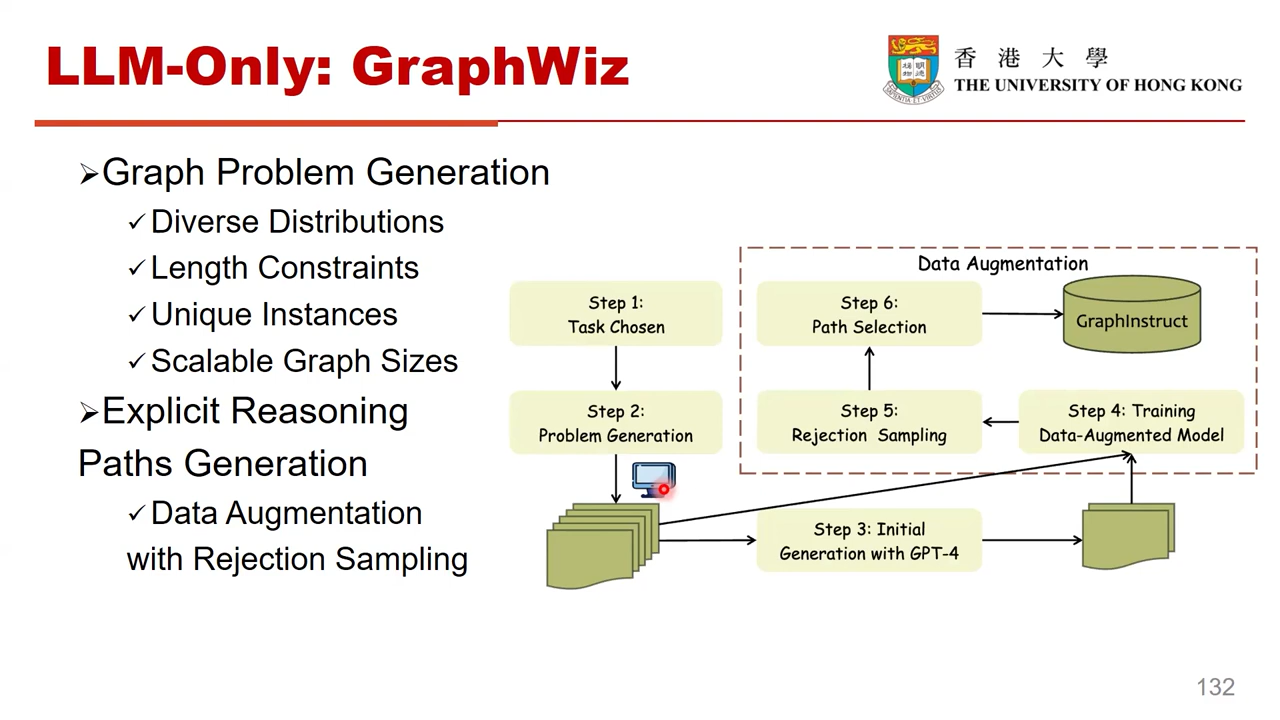 LLM-Only: GraphWiz
香港大學
THE UNIVERSITY OF HONG KONG
➢Graph Problem Generation
✓Diverse Distributions
✓Length Constraints
✓Unique Instances
✓Scalable Graph Sizes
➢Explicit Reasoning
Paths Generation
✓Data Augmentation
with Rejection Sampling
Step 1:
Task Chosen
Step 2:
Problem Generation
Step 3: Initial
Generation with GPT-4
Data Augmentation
Step 4: Training
Data-Augmented Model
Step 5:
Rejection Sampling
Step 6:
Path Selection
GraphInstruct
132